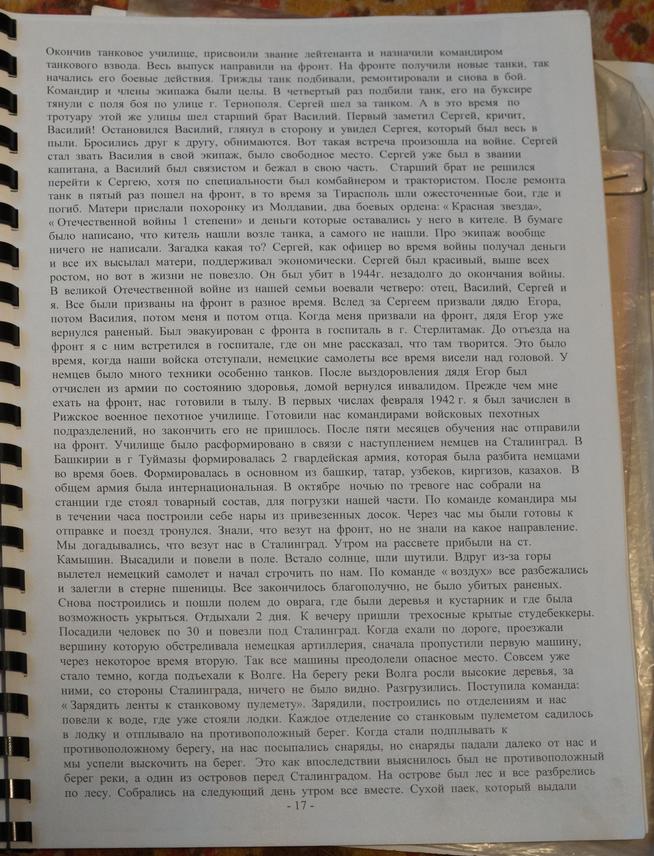 Окончив танковое училище, присвоили звание лейтенанта и назначили командиром
танкового взвода. Весь выпуск направили на фронт. На фронте получили новые танки, так
начались его боевые действия. Трижды танк подбивали, ремонтировали и снова в бой.
Командир и члены экипажа были целы. В четвертый раз подбили танк, его на буксире
тянули с поля боя по улице г. Тернополя. Сергей шел за танком. А в это время по
тротуару этой же улицы шел старший брат Василий. Первый заметил Сергей, кричит,
Василий! Остановился Василий, глянул в сторону и увидел Сергея, который был весь в
пыли. Бросились друг к другу, обнимаются. Вот такая встреча произошла на войне. Сергей
стал звать Василия в свой экипаж, было свободное место. Сергей уже был в звании
капитана, а Василий был связистом и бежал в свою часть. Старший брат не решился
перейти к Сергею, хотя по специальности был комбайнером и трактористом. После ремонта
танк в пятый раз пошел на фронт, в то время за Тирасполь шли ожесточенные бои, где и
погиб. Матери прислали похоронку из Молдавии, два боевых ордена: « Красная звезда»,
« Отечественной войны 1 степени» и деньги которые оставались у него в кителе. В бумаге
было написано, что китель нашли возле танка, а самого не нашли. Про экипаж вообще
ничего не написали. Загадка какая то? Сергей, как офицер во время войны получал деньги
и все их высылал матери, поддерживал экономически. Сергей был красивый, выше всех
ростом, но вот в жизни не повезло. Он был убит в 1944г. незадолго до окончания войны.
В великой Отечественной войне из нашей семьи воевали четверо: отец, Василий, Сергей и
я. Все были призваны на фронт в разное время. Вслед за Сергеем призвали дядю Егора,
потом Василия, потом меня и потом отца. Когда меня призвали на фронт, дядя Егор уже
вернулся раненый. Был эвакуирован с фронта в госпиталь в г. Стерлитамак. До отъезда на
фронт я с ним встретился в госпитале, где он мне рассказал, что там творится. Это было
время, когда наши войска отступали, немецкие самолеты все время висели над головой. У
немцев было много техники особенно танков. После выздоровления дядя Егор был
отчислен из армии по состоянию здоровья, домой вернулся инвалидом. Прежде чем мне
ехать на фронт, нас готовили в тылу. В первых числах февраля 1942 г. я был зачислен в
Рижское военное пехотное училище. Готовили нас командирами войсковых пехотных
подразделений, но закончить его не пришлось. После пяти месяцев обучения нас отправили
на фронт. Училище было расформировано в связи с наступлением немцев на Сталинград. В
Башкирии в г Туймазы формировалась 2 гвардейская армия, которая была разбита немцами
во время боев. Формировалась в основном из башкир, татар, узбеков, киргизов, казахов. В
общем армия была интернациональная. В октябре ночью по тревоге нас собрали на
станции где стоял товарный состав, для погрузки нашей части. По команде командира мы
в течении часа построили себе нары из привезенных досок. Через час мы были готовы к
отправке и поезд тронулся. Знали, что везут на фронт, но не знали на какое направление.
Мы догадывались, что везут нас в Сталинград. Утром на рассвете прибыли на ст.
Камышин. Высадили и повели в поле. Встало солнце, шли шутили. Вдруг из-за горы
вылетел немецкий самолет и начал строчить по нам. По команде « воздух» все разбежались
и залегли в стерне пшеницы. Все закончилось благополучно, не было убитых раненых.
Снова построились и пошли полем до оврага, где были деревья и кустарник и где была
возможность укрыться. Отдыхали 2 дня. К вечеру пришли трехосные крытые студебеккеры.
Посадили человек по 30 и повезли под Сталинград. Когда ехали по дороге, проезжали
вершину которую обстреливала немецкая артиллерия, сначала пропустили первую машину,
через некоторое время вторую. Так все машины преодолели опасное место. Совсем уже
стало темно, когда подъехали к Волге. На берегу реки Волга росли высокие деревья, за
ними, со стороны Сталинграда, ничего не было видно. Разгрузились. Поступила команда:
« Зарядить ленты к станковому пулемету». Зарядили, построились по отделениям и нас
повели к воде, где уже стояли лодки. Каждое отделение со станковым пулеметом садилось
в лодку и отплывало на противоположный берег. Когда стали подплывать к
противоположному берегу, на нас посыпались снаряды, но снаряды падали далеко от нас и
мы успели выскочить на берег. Это как впоследствии выяснилось был не противоположный
берег реки, а один из островов перед Сталинградом. На острове был лес и все разбрелись
по лесу. Собрались на следующий день утром все вместе. Сухой паек, который выдали
- 17 -